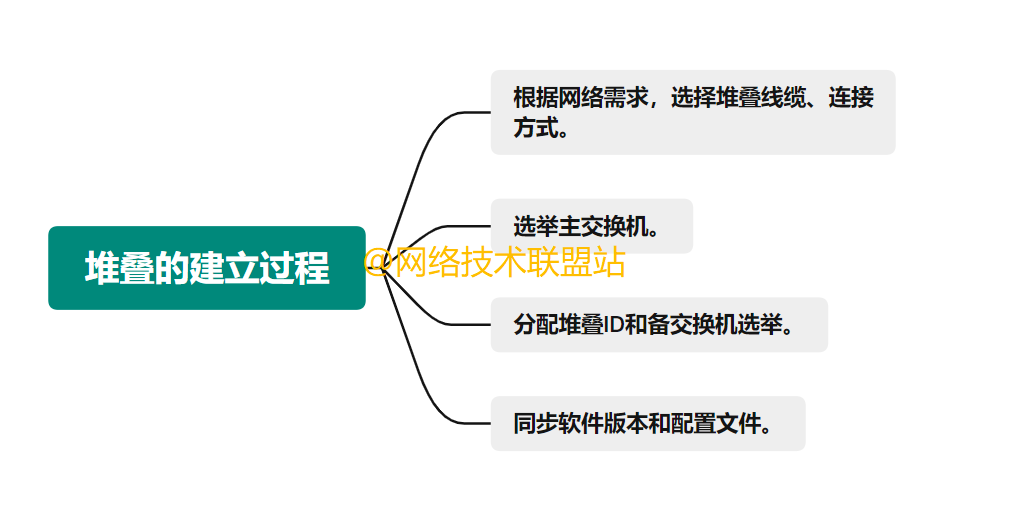 根据网络需求，选择堆叠线缆、连接
方式。
选举主交换机。
堆叠的建立过程
@网络技术联盟站
分配堆叠ID和备交换机选举。
同步软件版本和配置文件。